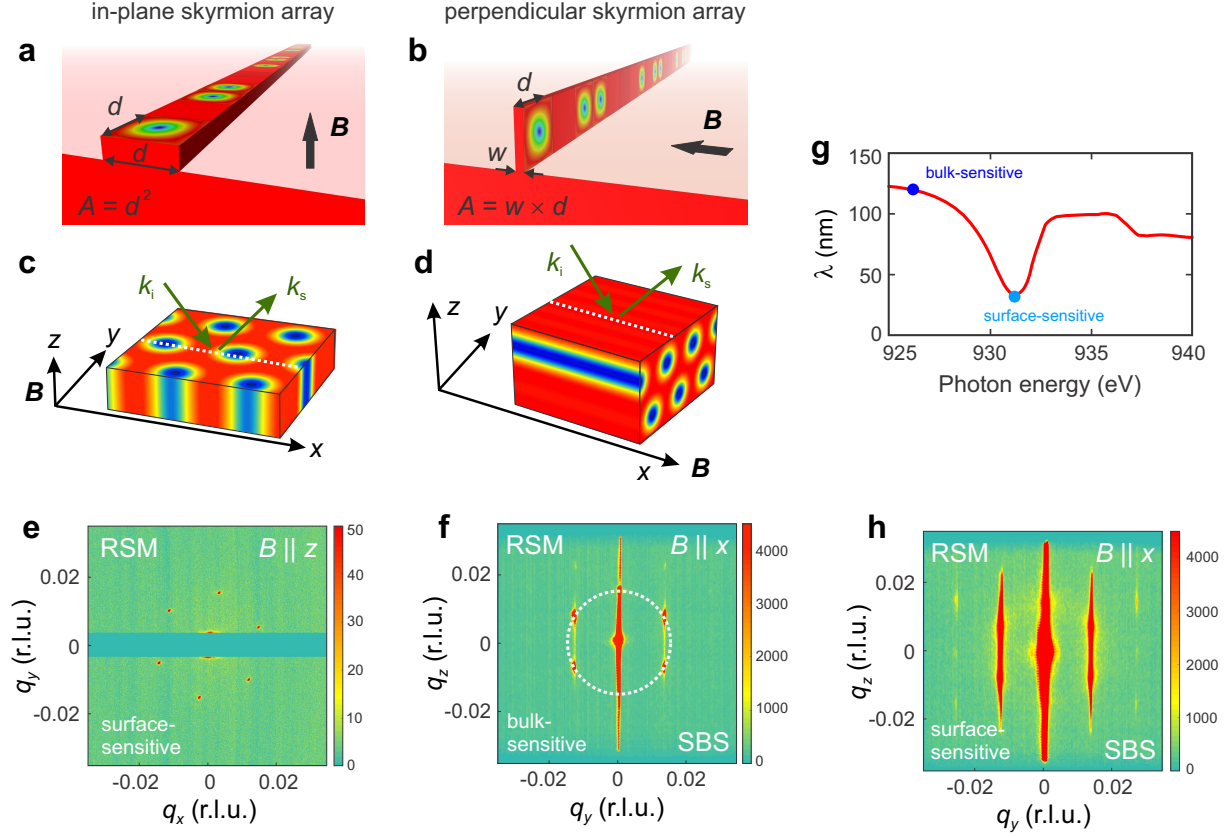 in-plane skyrmion array
perpendicular skyrmion array
a
d
d
B
A = d²
b
d
w
B
A = w × d
c
k_i
k_s
z
y
B
x
d
k_i
k_s
z
y
x
B
g
λ (nm)
150
100
50
0
bulk-sensitive
surface-sensitive
925
930
935
940
Photon energy (eV)
e
RSM
B || z
surface-
sensitive
q_y (r.l.u.)
0.02
0
-0.02
-0.02
0
0.02
q_x (r.l.u.)
50
40
30
20
10
0
f
RSM
B || x
bulk-
sensitive
SBS
q_z (r.l.u.)
0.02
0
-0.02
-0.02
0
0.02
q_y (r.l.u.)
4000
3000
2000
1000
0
h
RSM
B || x
surface-
sensitive
SBS
q_z (r.l.u.)
0.02
0
-0.02
-0.02
0
0.02
q_y (r.l.u.)
4000
3000
2000
1000
0